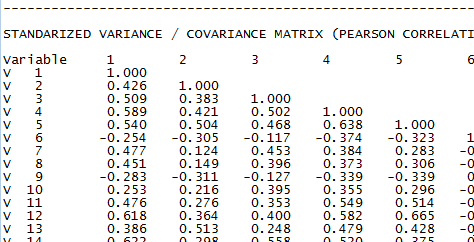 STANDARIZED VARIANCE / COVARIANCE MATRIX (PEARSON CORRELATI
Variable 1 2 3 4 5 6
V 1 1.000
V 2 0.426 1.000
V 3 0.509 0.383 1.000
V 4 0.589 0.421 0.502 1.000
V 5 0.540 0.504 0.468 0.638 1.000
V 6 -0.254 -0.305 -0.117 -0.374 -0.323 1
V 7 0.477 0.124 0.453 0.384 0.283 -0
V 8 0.451 0.149 0.396 0.373 0.306 -0
V 9 -0.283 -0.311 -0.127 -0.339 -0.339 0
V 10 0.253 0.216 0.395 0.355 0.296 -0
V 11 0.476 0.276 0.353 0.549 0.514 -0
V 12 0.618 0.364 0.400 0.582 0.665 -0
V 13 0.386 0.513 0.248 0.479 0.428 -0
V 14 0.622 0.298 0.558 0.520 0.375 -0